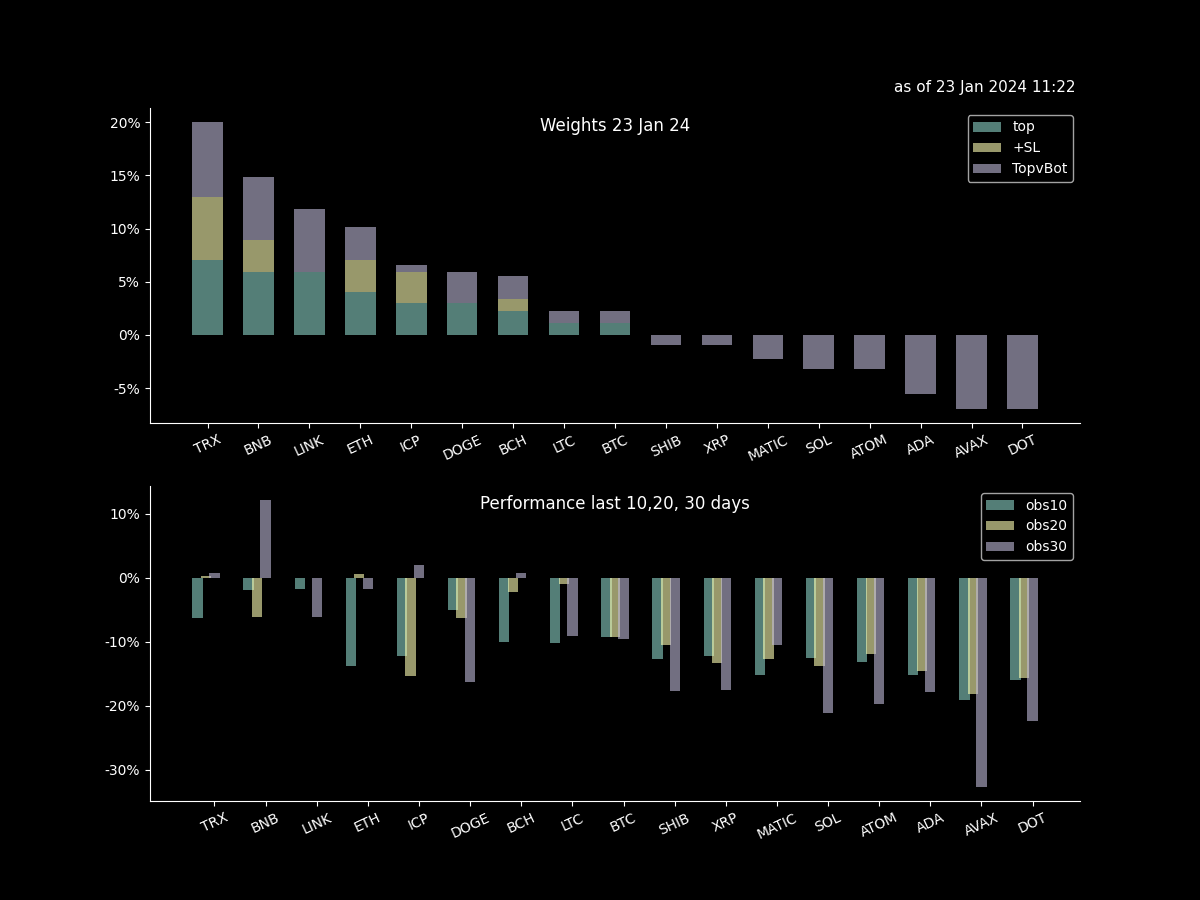 as of 23 Jan 2024 11:22
Weights 23 Jan 24
top
+SL
TopvBot
20%
15%
10%
5%
0%
-5%
TRX BNB LINK ETH ICP DOGE BCH LTC BTC SHIB XRP MATIC SOL ATOM ADA AVAX DOT
Performance last 10,20, 30 days
obs10
obs20
obs30
10%
0%
-10%
-20%
-30%
TRX BNB LINK ETH ICP DOGE BCH LTC BTC SHIB XRP MATIC SOL ATOM ADA AVAX DOT